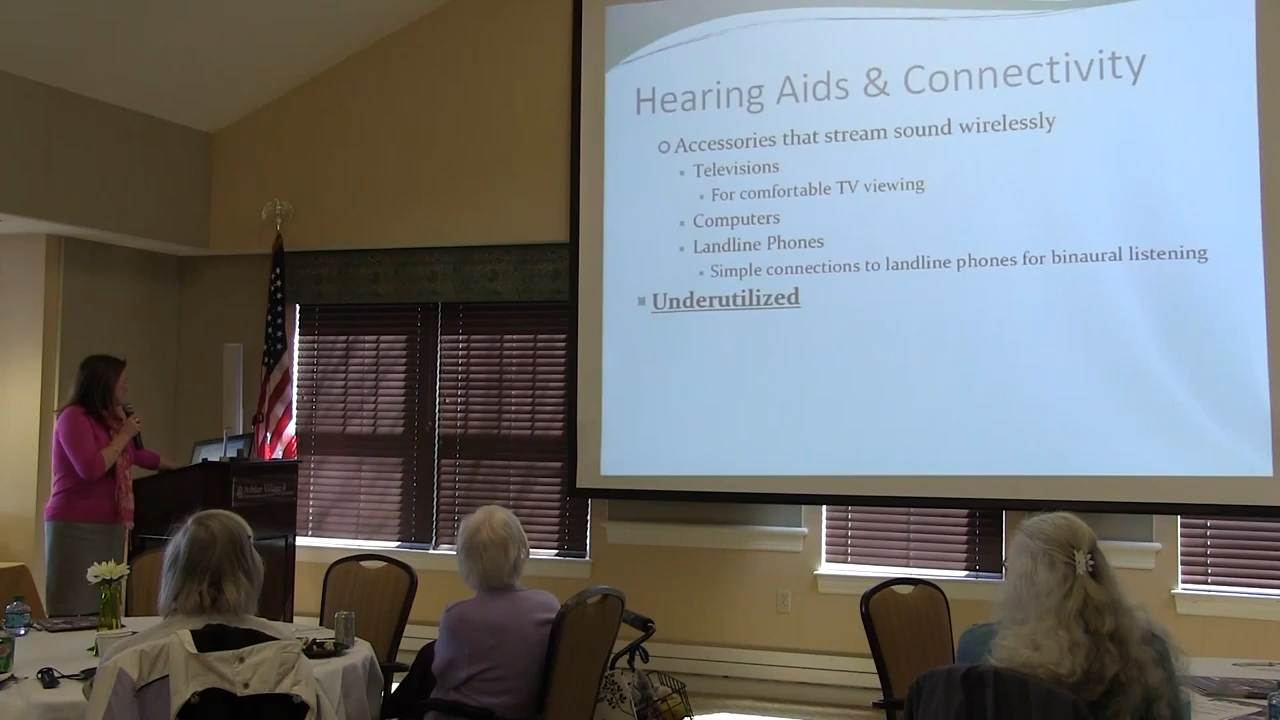 Hearing Aids & Connectivity
Accessories that stream sound wirelessly
Televisions
For comfortable TV viewing
Computers
Landline Phones
Simple connections to landline phones for binaural listening
Underutilized